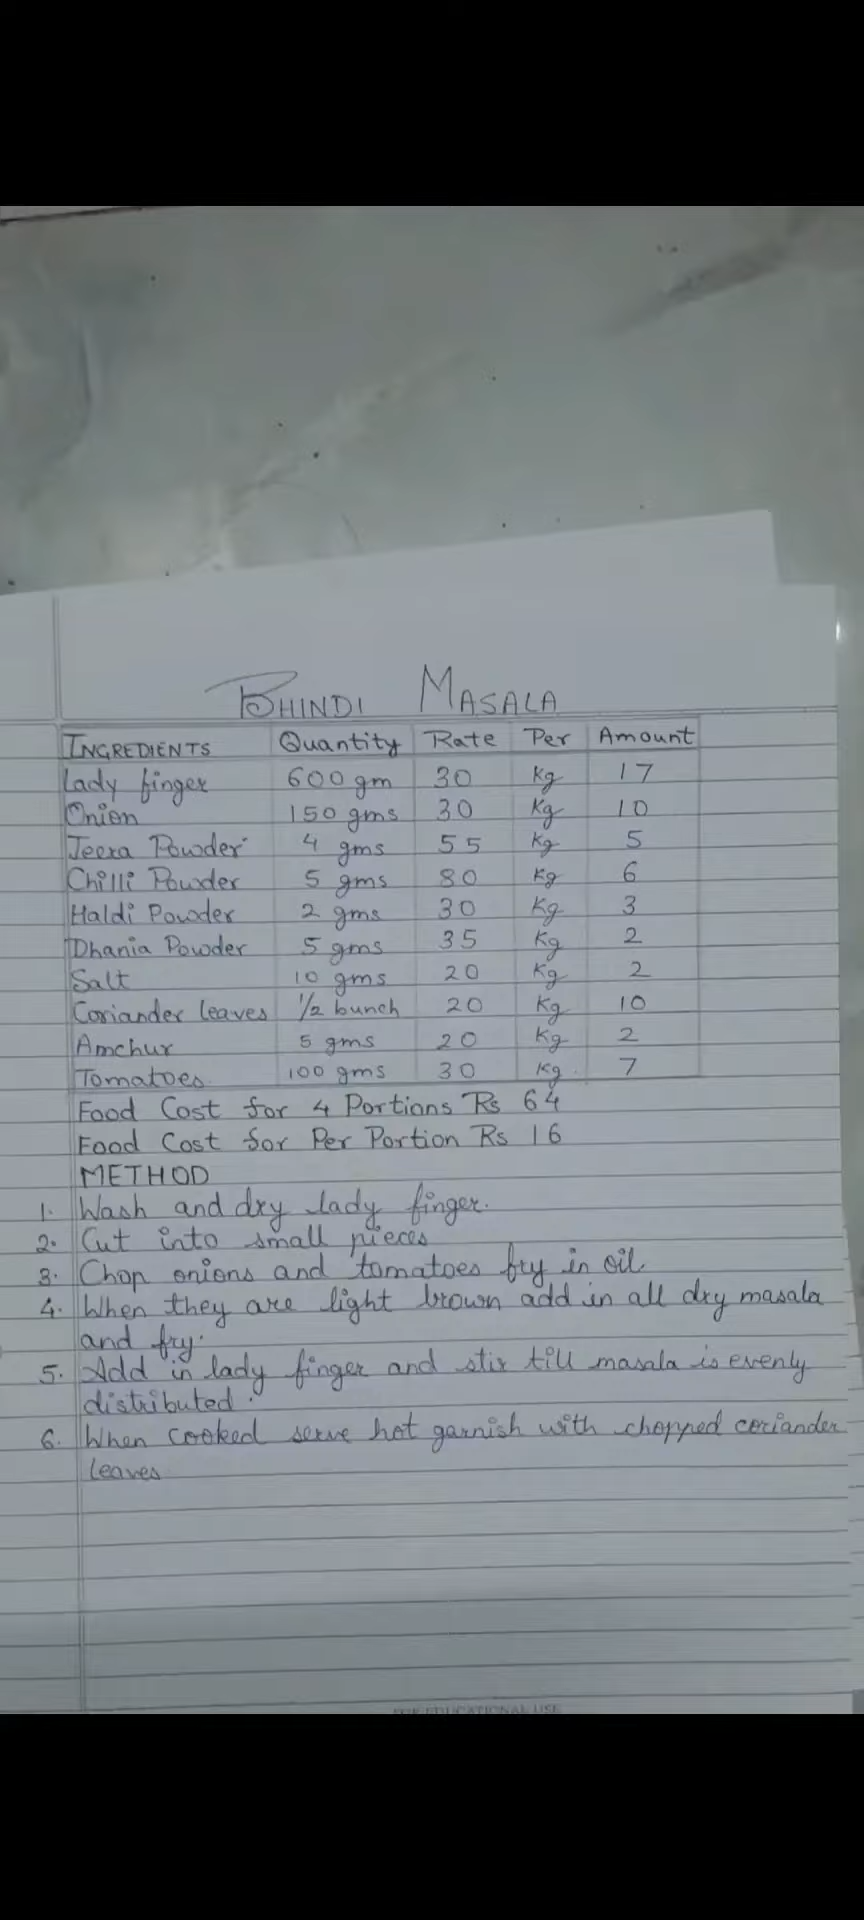 BHINDI MASALA
INGREDIENTS Quantity Rate Per Amount
Lady finger 600 gm 30 kg 17
Onion 150 gms 30 Kg 10
Jeera Powder 4 gms 55 Kg 5
Chilli Powder 5 gms 80 Kg 6
Haldi Powder 2 gms 30 Kg 3
Dhania Powder 5 gms 35 Kg 2
Salt 10 gms 20 Kg 2
Coriander leaves 1/2 bunch 20 Kg 10
Amchur 5 gms 20 Kg 2
Tomatoes 100 gms 30 kg. 7
Food Cost for 4 Portions Rs 64
Food Cost for Per Portion Rs 16
METHOD
1. Wash and dry lady finger.
2. Cut into small pieces
3. Chop onions and tomatoes fry in oil.
4. When they are light brown add in all dry masala
and fry.
5. Add in lady finger and stir till masala is evenly
distributed.
6. When cooked serve hot garnish with chopped coriander
leaves
EDUCATIONAL USE